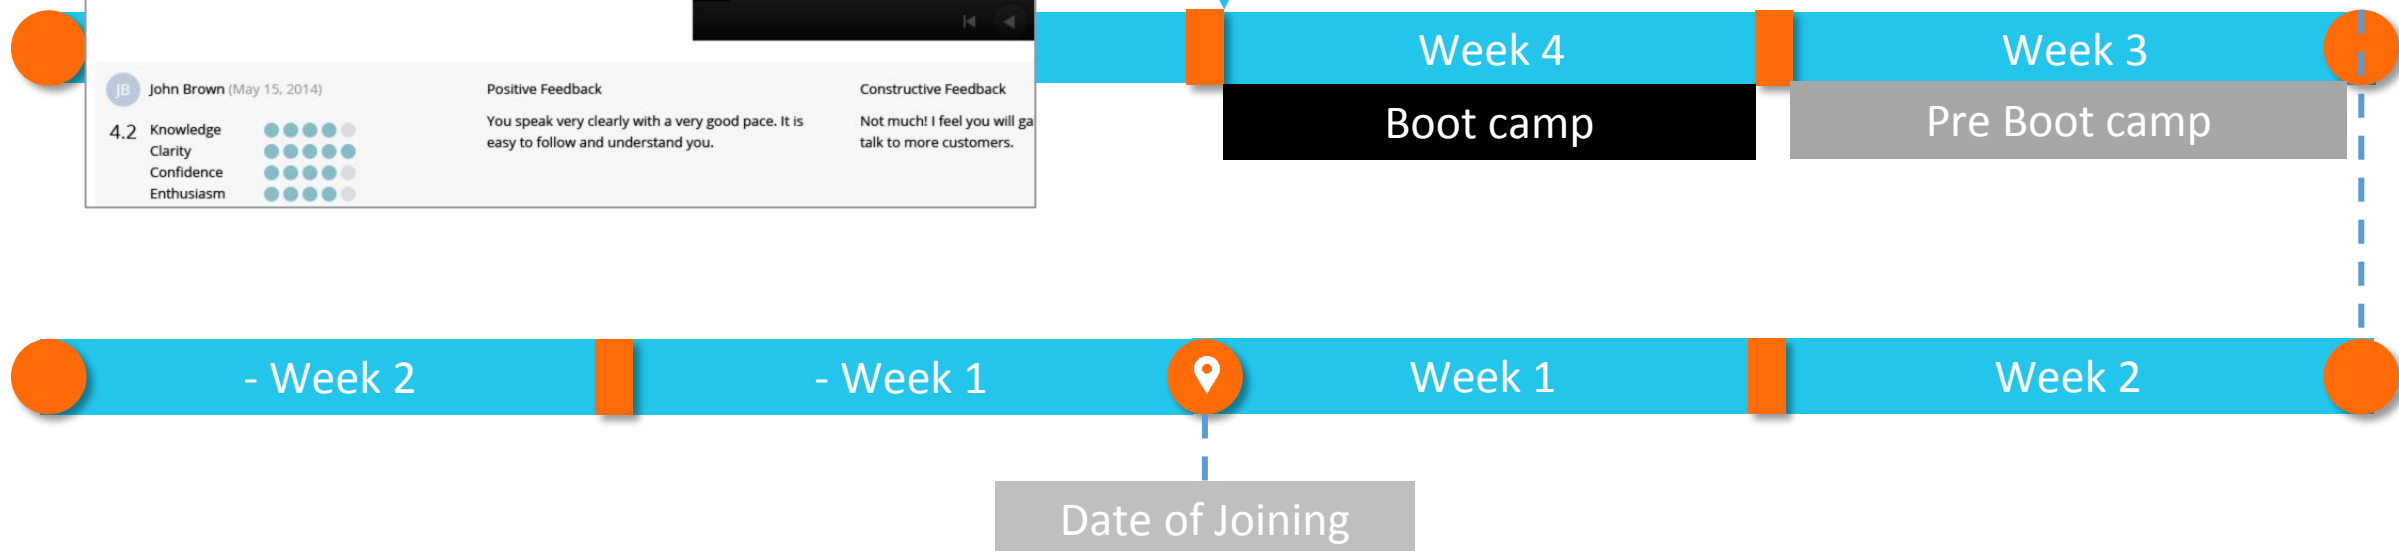 Week 4
Week 3
Boot camp
Pre Boot camp
JB
John Brown (May 15, 2014)
4.2
Knowledge
Clarity
Confidence
Enthusiasm
Positive Feedback
You speak very clearly with a very good pace. It is
easy to follow and understand you.
Constructive Feedback
Not much! I feel you will ga
talk to more customers.
- Week 2
- Week 1
Week 1
Week 2
Date of Joining